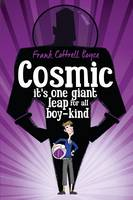 Frank Cottrell Boyce
Cosmic
it's one giant
leap for all
boy-kind